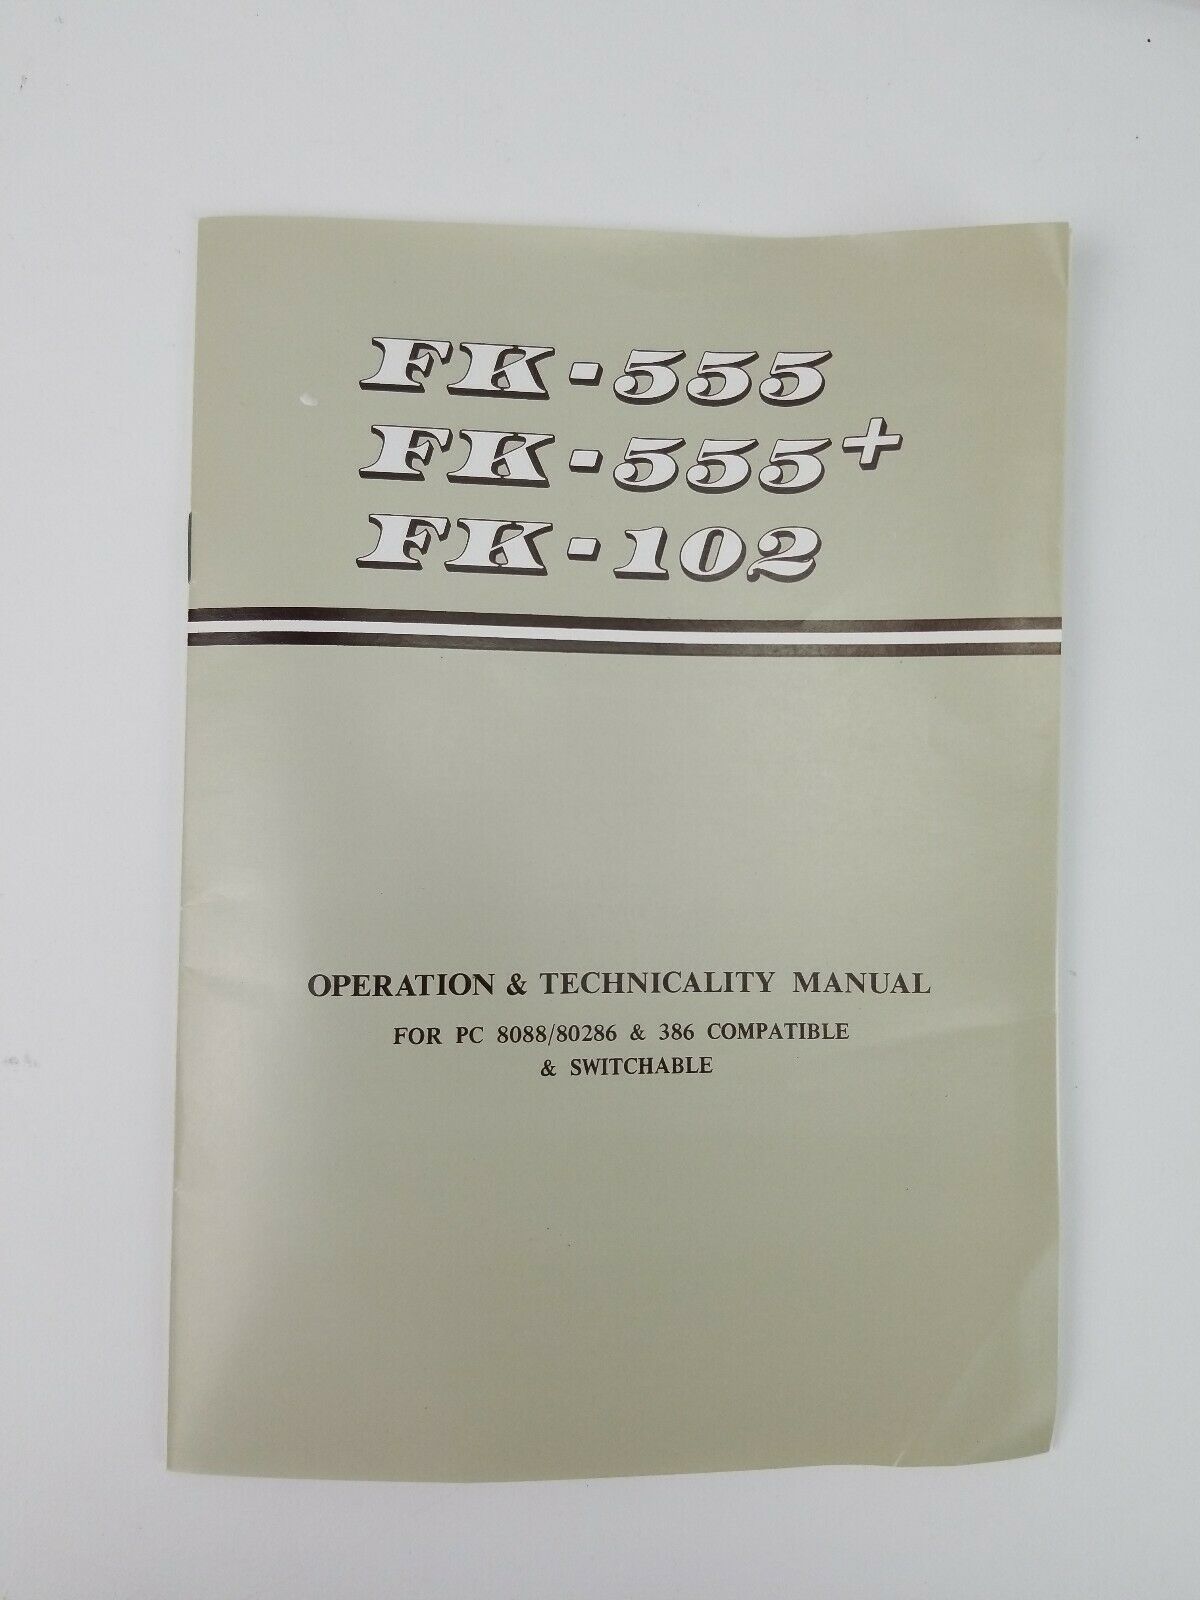 FK-555
FK-555+
FK-102
OPERATION & TECHNICALITY MANUAL
FOR PC 8088/80286 & 386 COMPATIBLE
& SWITCHABLE